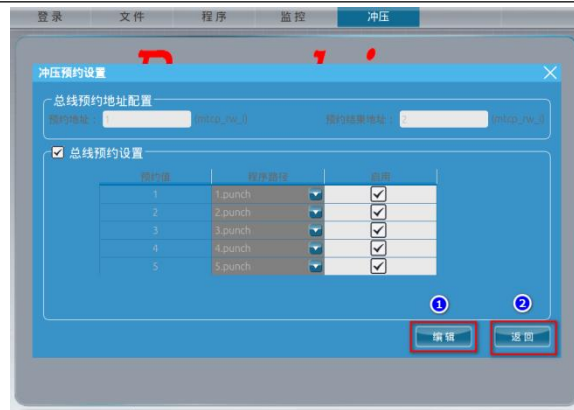 登录 文件 程序 监控 冲压
冲压预约设置
总线预约地址配置
预约地址： 1 预约结果地址： 2
总线预约设置
预约值 程序路径 启用
1 1.punch
2 2.punch
3 3.punch
4 4.punch
5 5.punch
1 2
编辑 返回